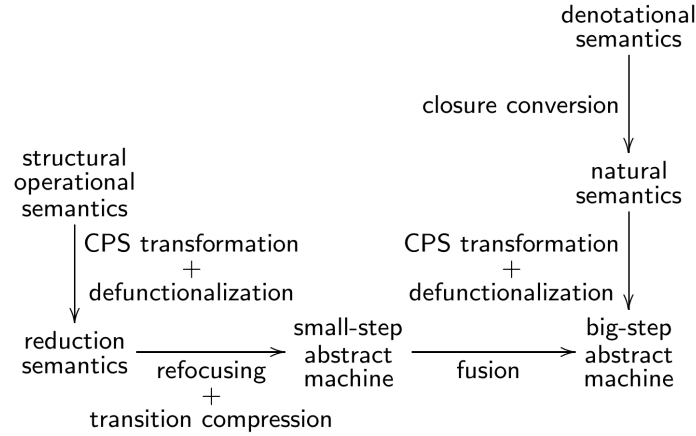 denotational
semantics
closure conversion
structural
operational
semantics
natural
semantics
CPS transformation
+
defunctionalization
CPS transformation
+
defunctionalization
reduction
semantics
small-step
abstract
machine
big-step
abstract
machine
refocusing
+
transition compression
fusion